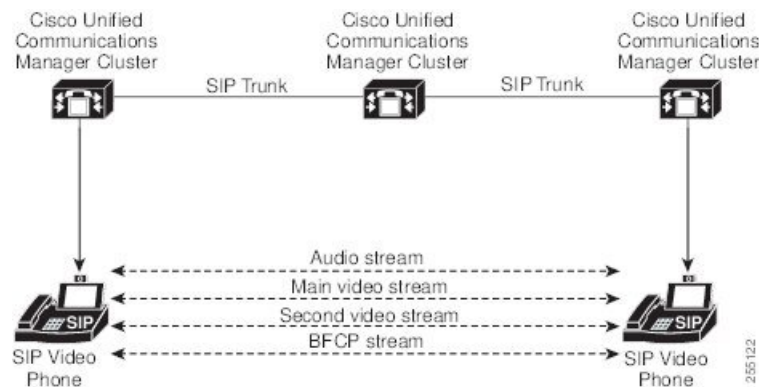 Cisco Unified
Communications
Manager Cluster
Cisco Unified
Communications
Manager Cluster
Cisco Unified
Communications
Manager Cluster
SIP Trunk
SIP Trunk
Audio stream
Main video stream
Second video stream
BFCP stream
SIP
SIP Video
Phone
SIP
SIP Video
Phone
255122